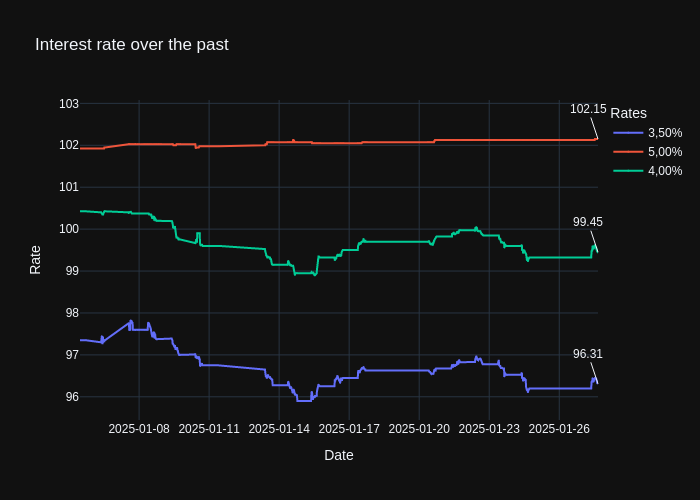 Interest rate over the past
103
102
101
100
99
98
97
96
Rate
102.15
99.45
96.31
Rates
3,50%
5,00%
4,00%
2025-01-08 2025-01-11 2025-01-14 2025-01-17 2025-01-20 2025-01-23 2025-01-26
Date